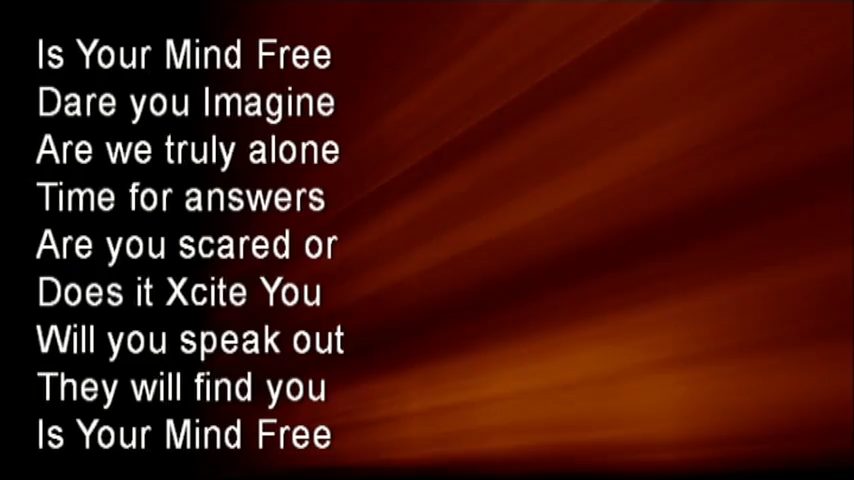 Is Your Mind Free
Dare you Imagine
Are we truly alone
Time for answers
Are you scared or
Does it Xcite You
Will you speak out
They will find you
Is Your Mind Free